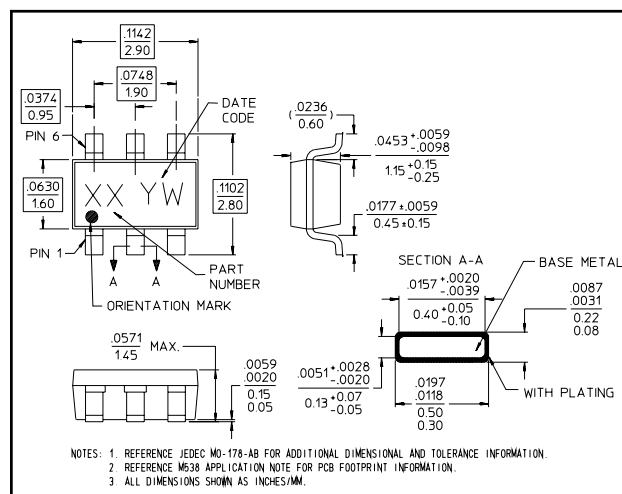 .1142
2.90
.0748
1.90
.0374
0.95
DATE
CODE
PIN 6
.0630
1.60
XX YW
.1102
2.80
PIN 1
A A
PART
NUMBER
ORIENTATION MARK
(.0236
0.60)
.0453 +.0059
-.0098
1.15 +0.15
-0.25
.0177 ±.0059
0.45 ±0.15
SECTION A-A
.0157 +.0020
-.0039
0.40 +0.05
-0.10
BASE METAL
.0087
.0031
0.22
0.08
.0571
1.45
MAX.
.0059
.0020
0.15
0.05
.0051 +.0028
-.0020
0.13 +0.07
-0.05
.0197
.0118
0.50
0.30
WITH PLATING
NOTES: 1. REFERENCE JEDEC MO-178-AB FOR ADDITIONAL DIMENSIONAL AND TOLERANCE INFORMATION.
2. REFERENCE M538 APPLICATION NOTE FOR PCB FOOTPRINT INFORMATION.
3. ALL DIMENSIONS SHOWN AS INCHES/MM.